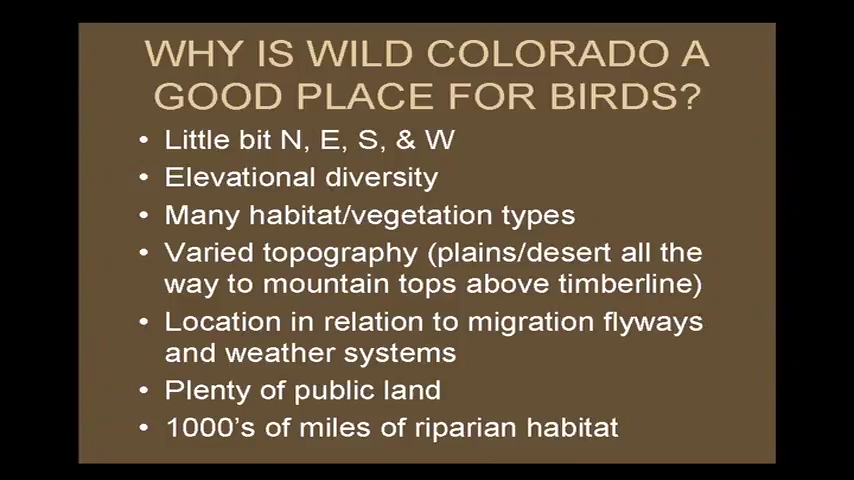 WHY IS WILD COLORADO A
GOOD PLACE FOR BIRDS?
• Little bit N, E, S, & W
• Elevational diversity
• Many habitat/vegetation types
• Varied topography (plains/desert all the
way to mountain tops above timberline)
• Location in relation to migration flyways
and weather systems
• Plenty of public land
• 1000's of miles of riparian habitat